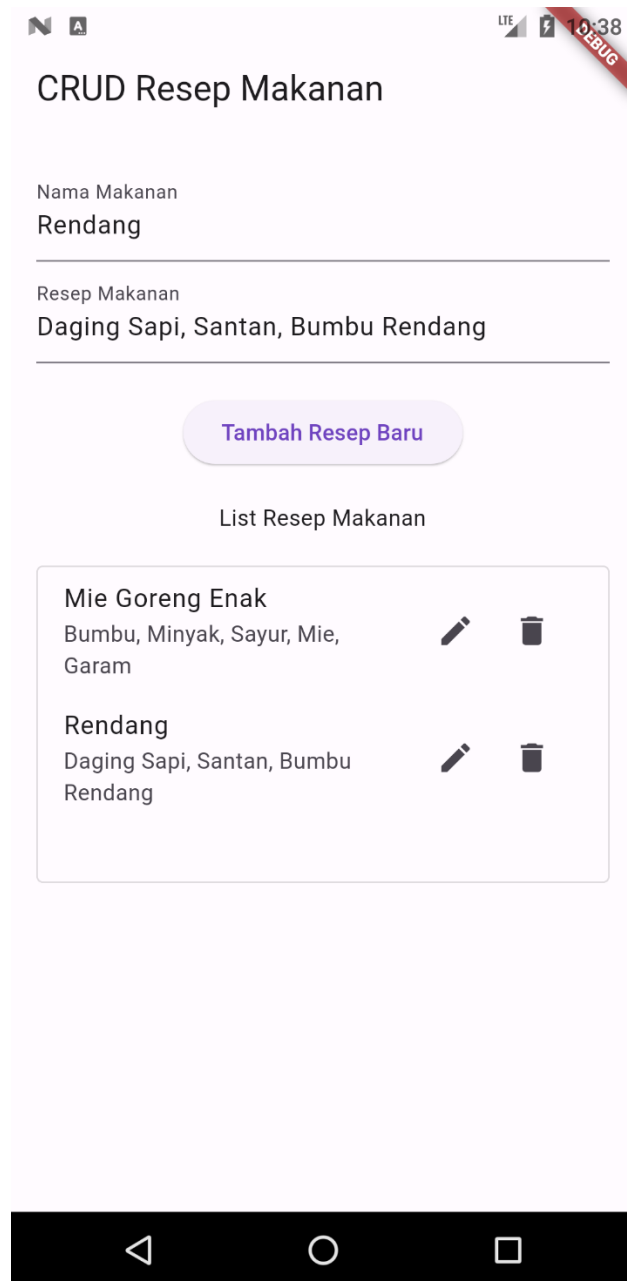 LTE 10:38
DEBUG
CRUD Resep Makanan
Nama Makanan
Rendang
Resep Makanan
Daging Sapi, Santan, Bumbu Rendang
Tambah Resep Baru
List Resep Makanan
Mie Goreng Enak
Bumbu, Minyak, Sayur, Mie,
Garam
Rendang
Daging Sapi, Santan, Bumbu
Rendang